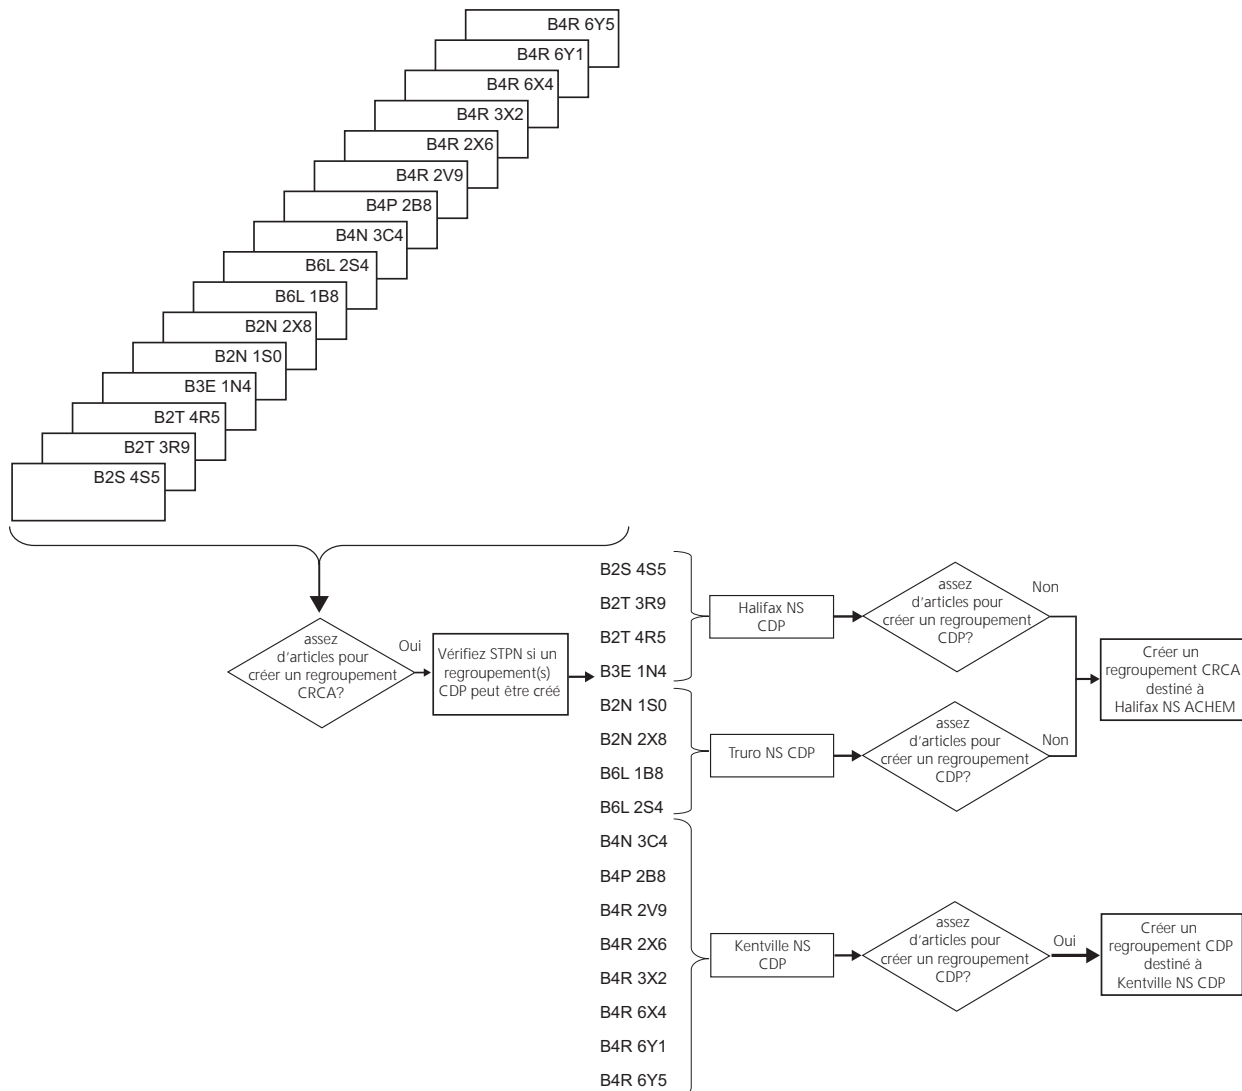 B4R 6Y5
B4R 6Y1
B4R 6X4
B4R 3X2
B4R 2X6
B4R 2V9
B4P 2B8
B4N 3C4
B6L 2S4
B6L 1B8
B2N 2X8
B2N 1S0
B3E 1N4
B2T 4R5
B2T 3R9
B2S 4S5
assez
d'articles pour
créer un regroupement
CRCA?
Oui
Vérifiez STPN si un
regroupement(s)
CDP peut être créé
B2S 4S5
B2T 3R9
B2T 4R5
B3E 1N4
Halifax NS
CDP
assez
d'articles pour
créer un regroupement
CDP?
Non
B2N 1S0
B2N 2X8
B6L 1B8
B6L 2S4
Truro NS CDP
assez
d'articles pour
créer un regroupement
CDP?
Non
Créer un
regroupement CRCA
destiné à
Halifax NS ACHEM
B4N 3C4
B4P 2B8
B4R 2V9
B4R 2X6
B4R 3X2
B4R 6X4
B4R 6Y1
B4R 6Y5
Kentville NS
CDP
assez
d'articles pour
créer un regroupement
CDP?
Oui
Créer un
regroupement CDP
destiné à
Kentville NS CDP